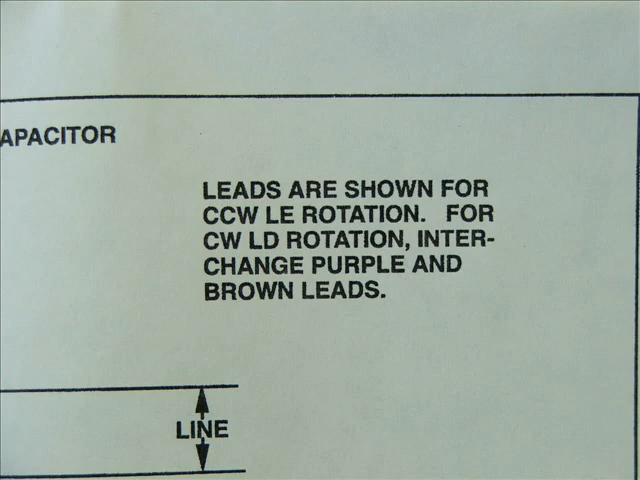 APACITOR
LEADS ARE SHOWN FOR
CCW LE ROTATION. FOR
CW LD ROTATION, INTER-
CHANGE PURPLE AND
BROWN LEADS.
LINE